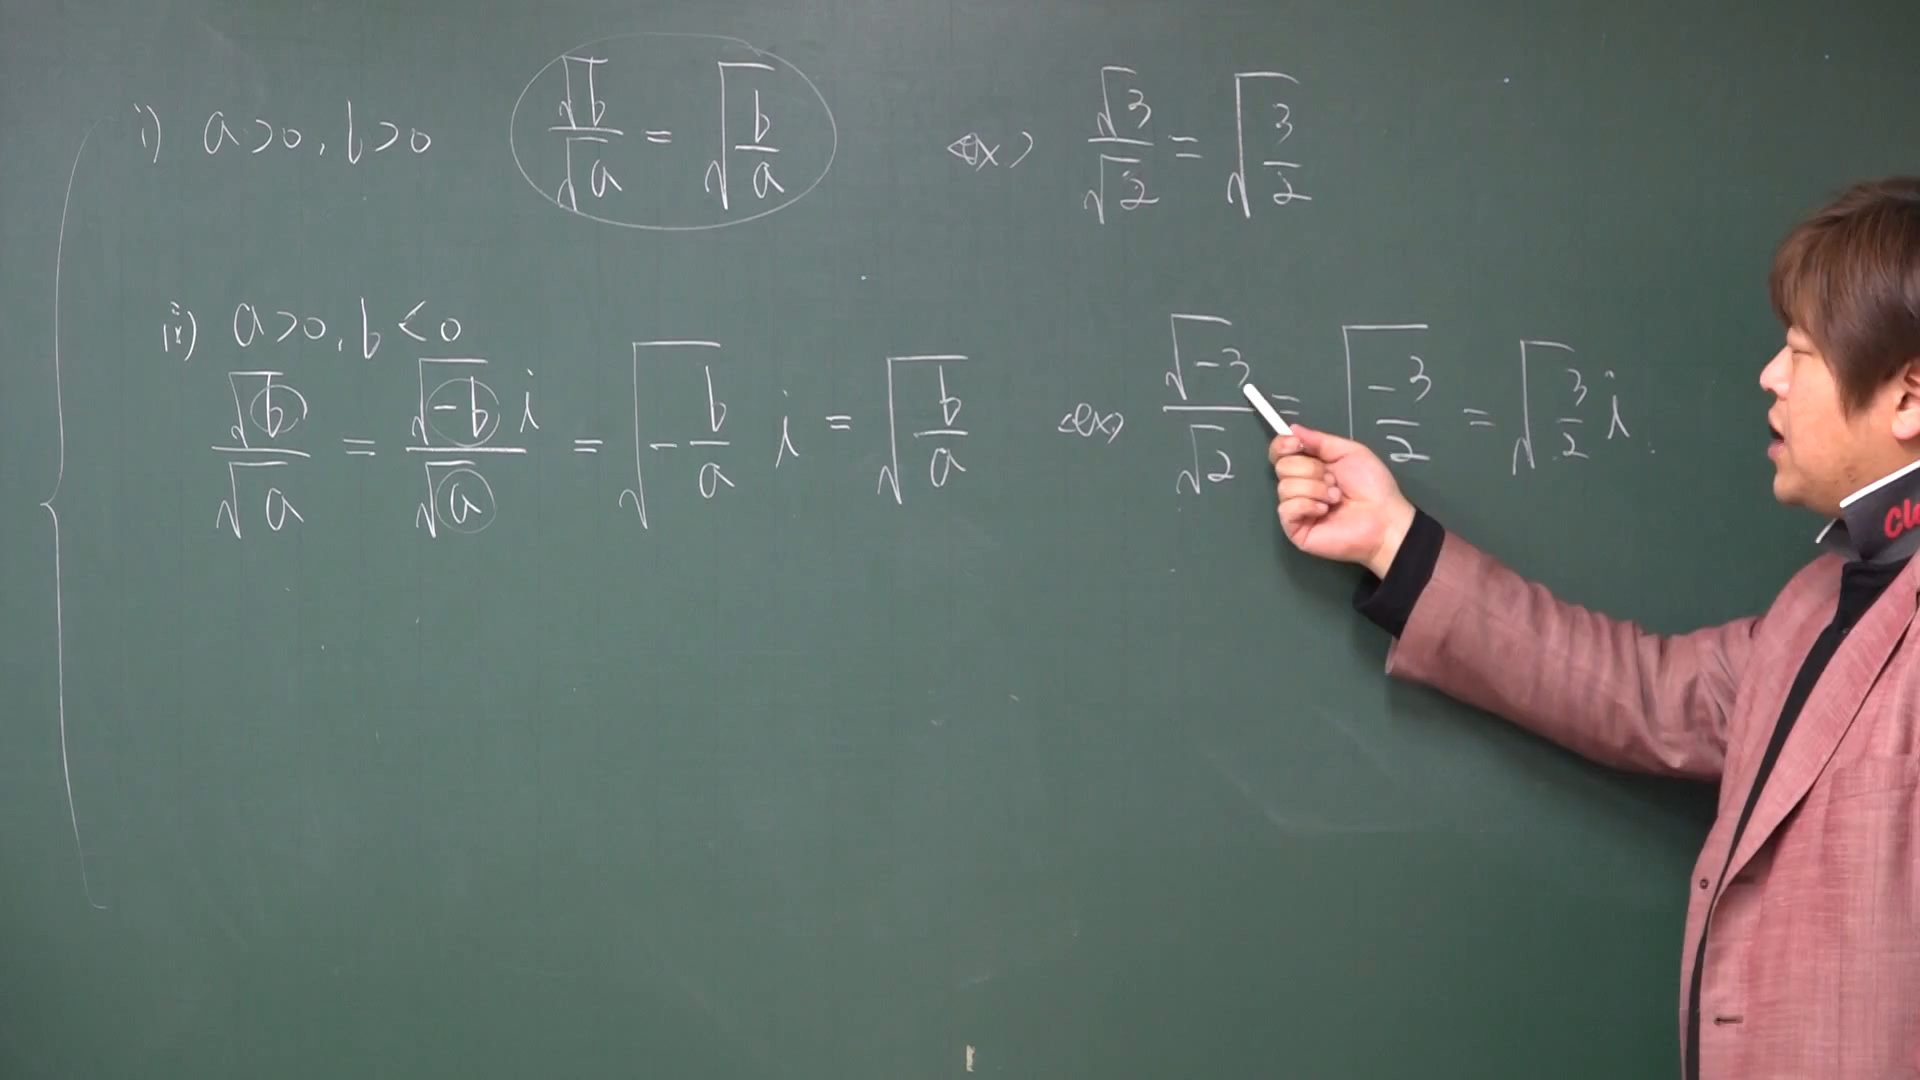 i) a>0, b>0 √b/√a = √(b/a) <ex> √3/√2 = √(3/2)
ii) a>0, b<0
√b/√a = √(-b) i/√a = √(-b/a) i = √(b/a) <ex> √(-3)/√2 = √(-3/2) = √(3/2) i